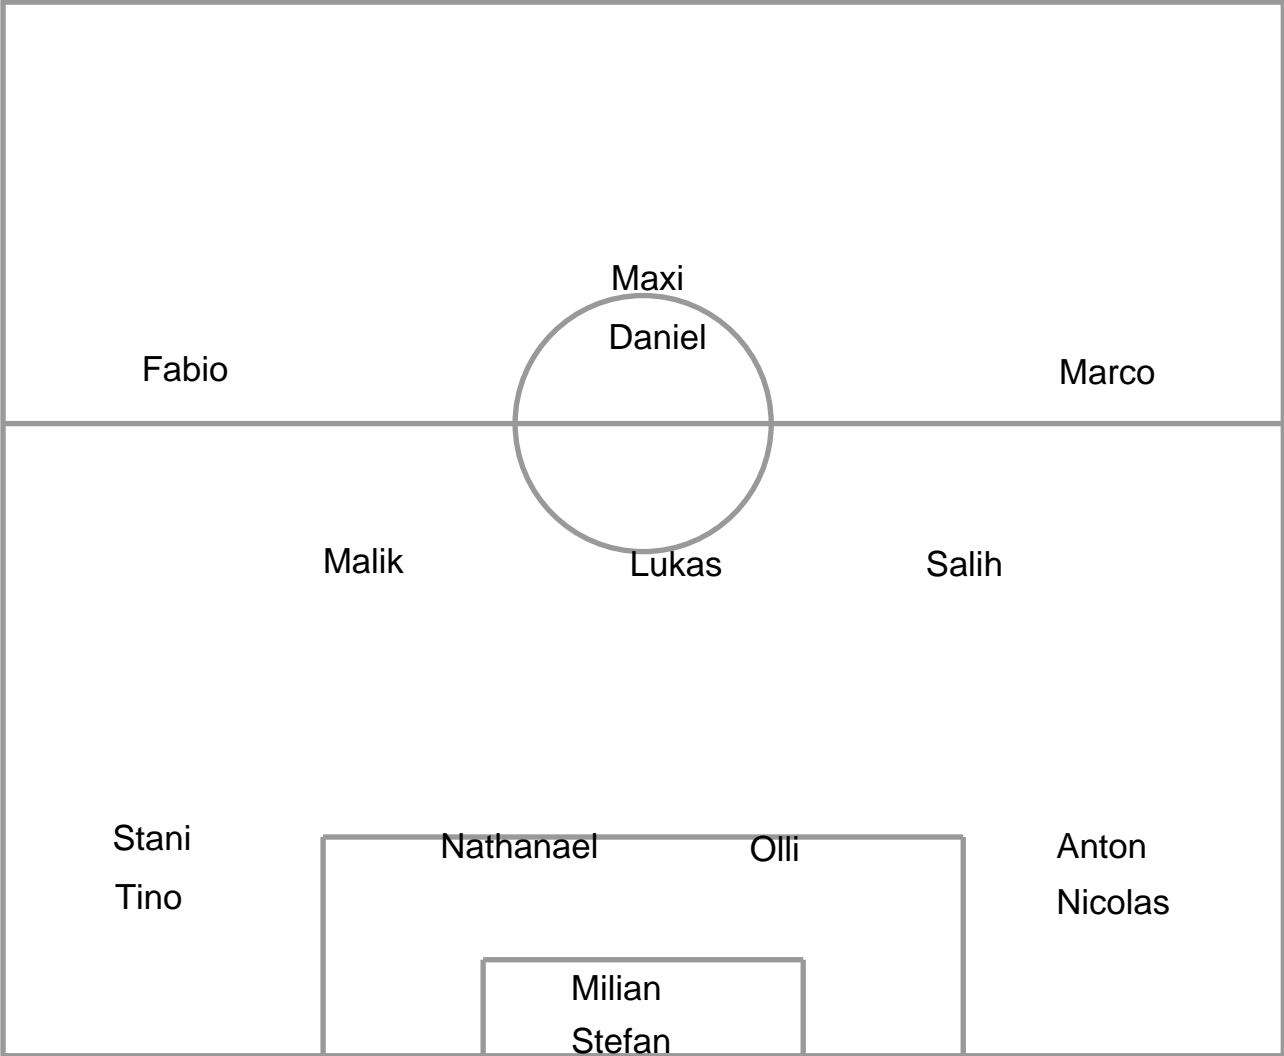 Maxi
Daniel
Fabio
Marco
Malik
Lukas
Salih
Stani
Nathanael
Olli
Anton
Tino
Nicolas
Milian
Stefan